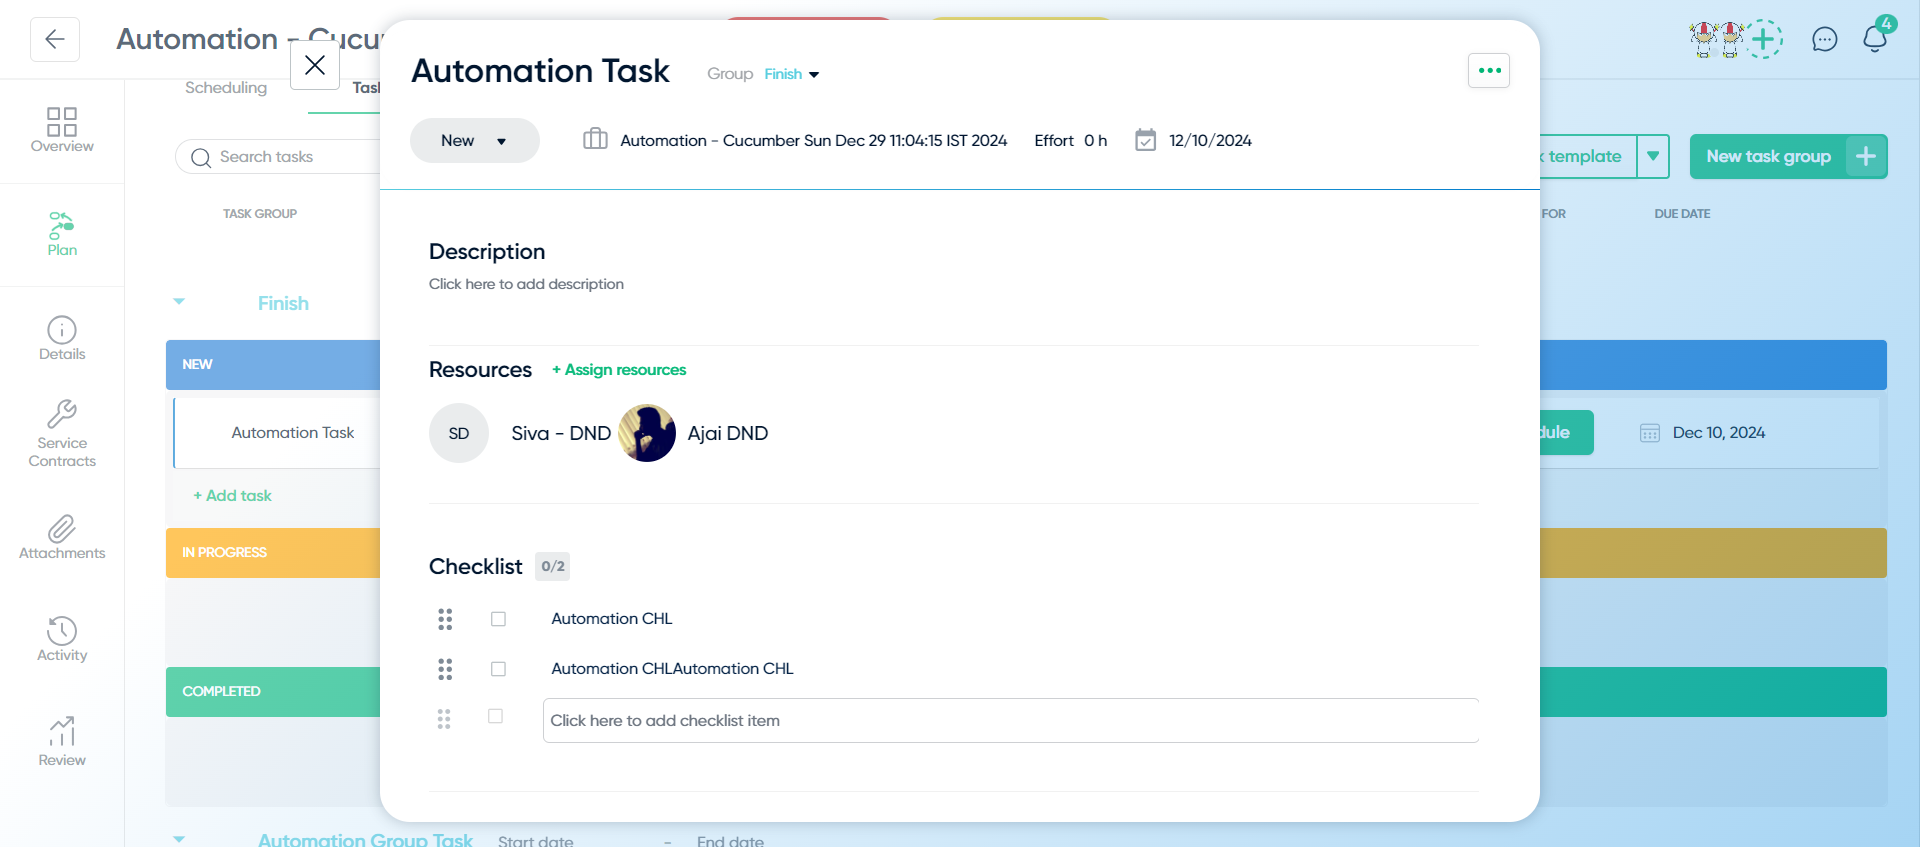 Automation - Cucu
4
Automation Task
Group Finish
Scheduling
Tas
New
Automation - Cucumber Sun Dec 29 11:04:15 IST 2024
Effort 0 h
12/10/2024
Overview
Search tasks
template
New task group
TASK GROUP
FOR
DUE DATE
Plan
Description
Click here to add description
Finish
Details
NEW
Resources
+ Assign resources
SD
Siva - DND
Ajai DND
Automation Task
dule
Dec 10, 2024
Service
Contracts
+ Add task
Attachments
IN PROGRESS
Checklist 0/2
Automation CHL
Automation CHLAutomation CHL
Click here to add checklist item
Activity
COMPLETED
Review
Automation Group Task
Start date
-
End date